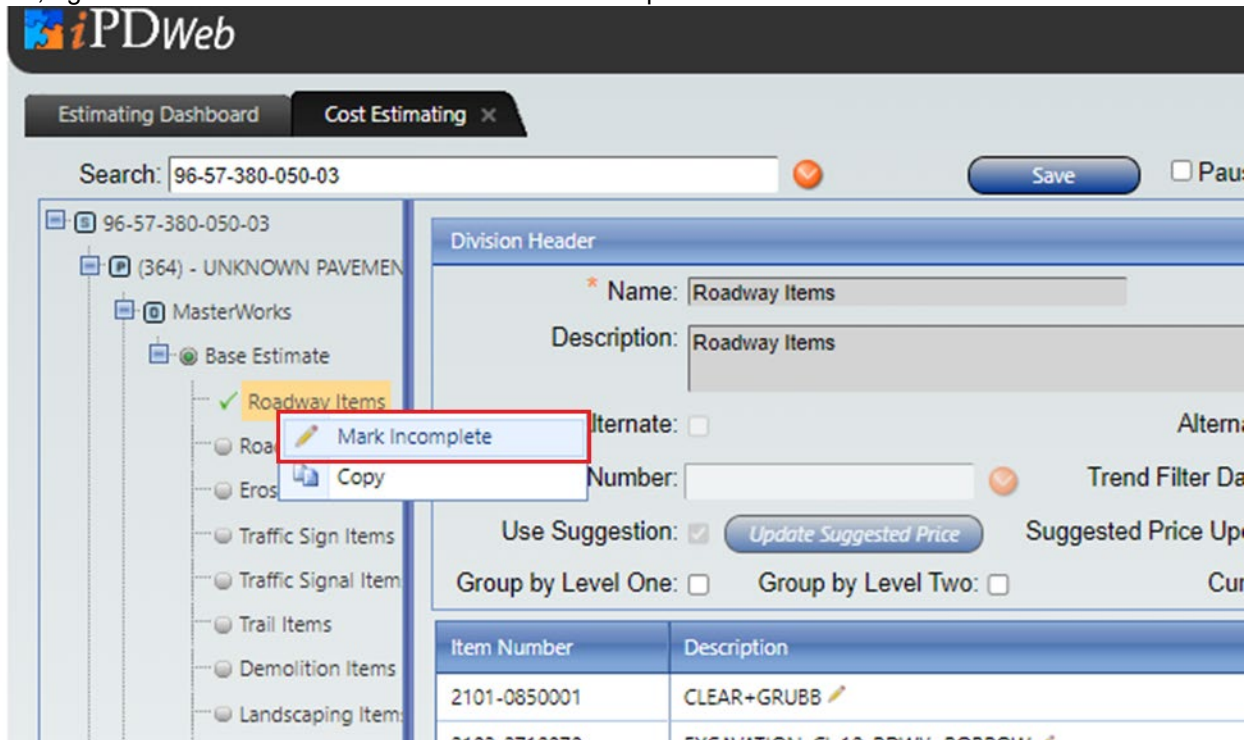 iPDWeb
Estimating Dashboard Cost Estimating
Search: 96-57-380-050-03 Save Pau
96-57-380-050-03
(364) - UNKNOWN PAVEMEN
MasterWorks
Base Estimate
Roadway Items
Mark Incomplete
Copy
Traffic Sign Items
Traffic Signal Item
Trail Items
Demolition Items
Landscaping Item
Division Header
* Name: Roadway Items
Description: Roadway Items
lternate: Alterna
Number: Trend Filter Da
Use Suggestion: Update Suggested Price Suggested Price Up
Group by Level One: Group by Level Two: Cur
Item Number Description
2101-0850001 CLEAR+GRUBB